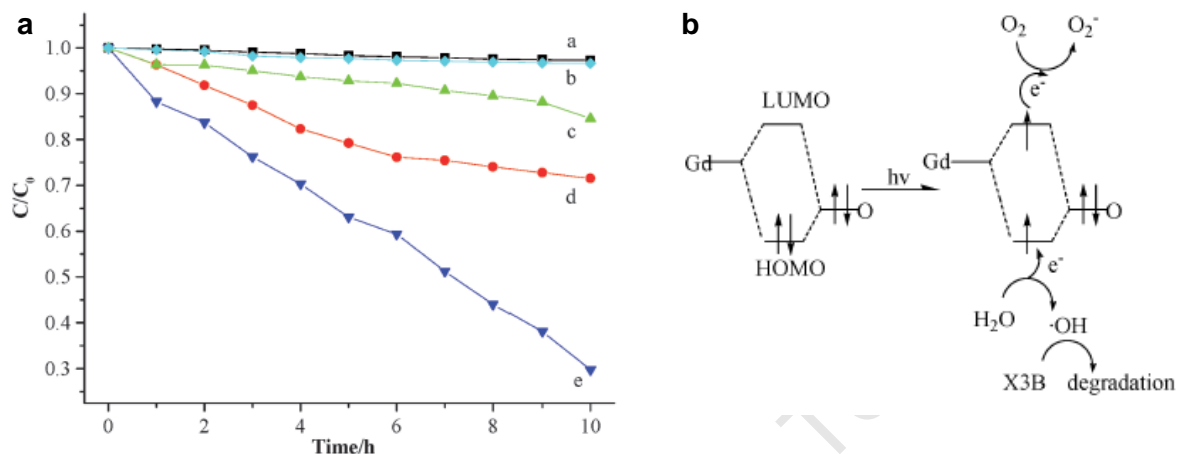 a
1.0
0.9
0.8
0.7
0.6
0.5
0.4
0.3
C/C₀
0 2 4 6 8 10
Time/h
a
b
c
d
e
b
O₂ O₂⁻
e⁻
LUMO
Gd
O
HOMO
hν
Gd
O
e⁻
H₂O
·OH
X3B degradation